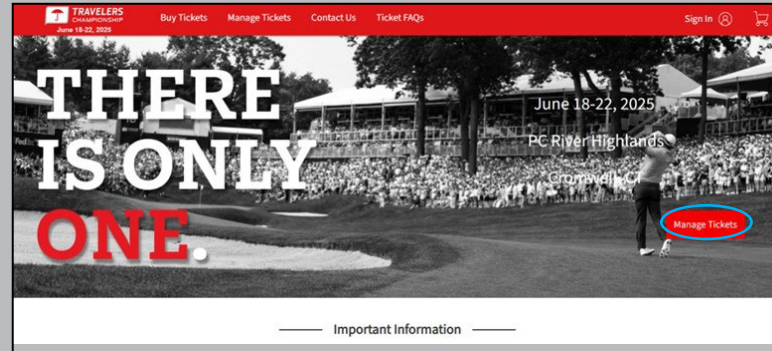 TRAVELERS
CHAMPIONSHIP
June 18-22, 2025
Buy Tickets
Manage Tickets
Contact Us
Ticket FAQs
Sign In
THERE
IS ONLY
ONE.
June 18-22, 2025
PC River Highlands
Cromwell, CT
Manage Tickets
Important Information